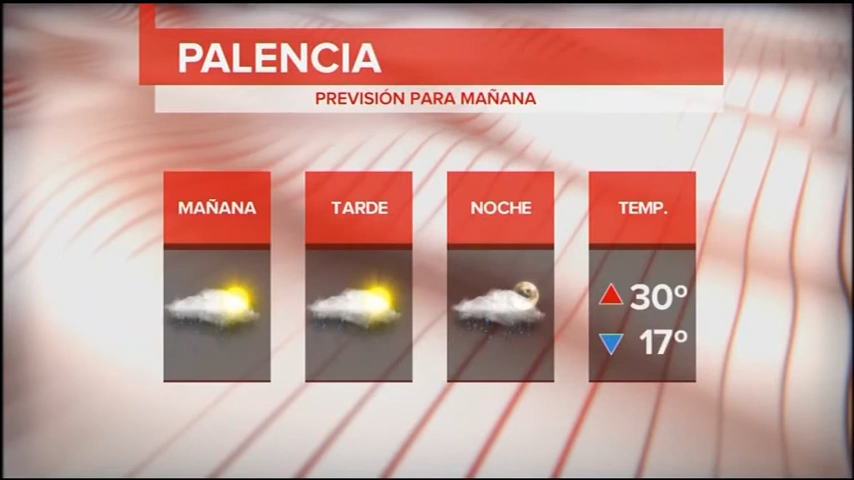 PALENCIA
PREVISIÓN PARA MAÑANA
MAÑANA
TARDE
NOCHE
TEMP.
30º
17º